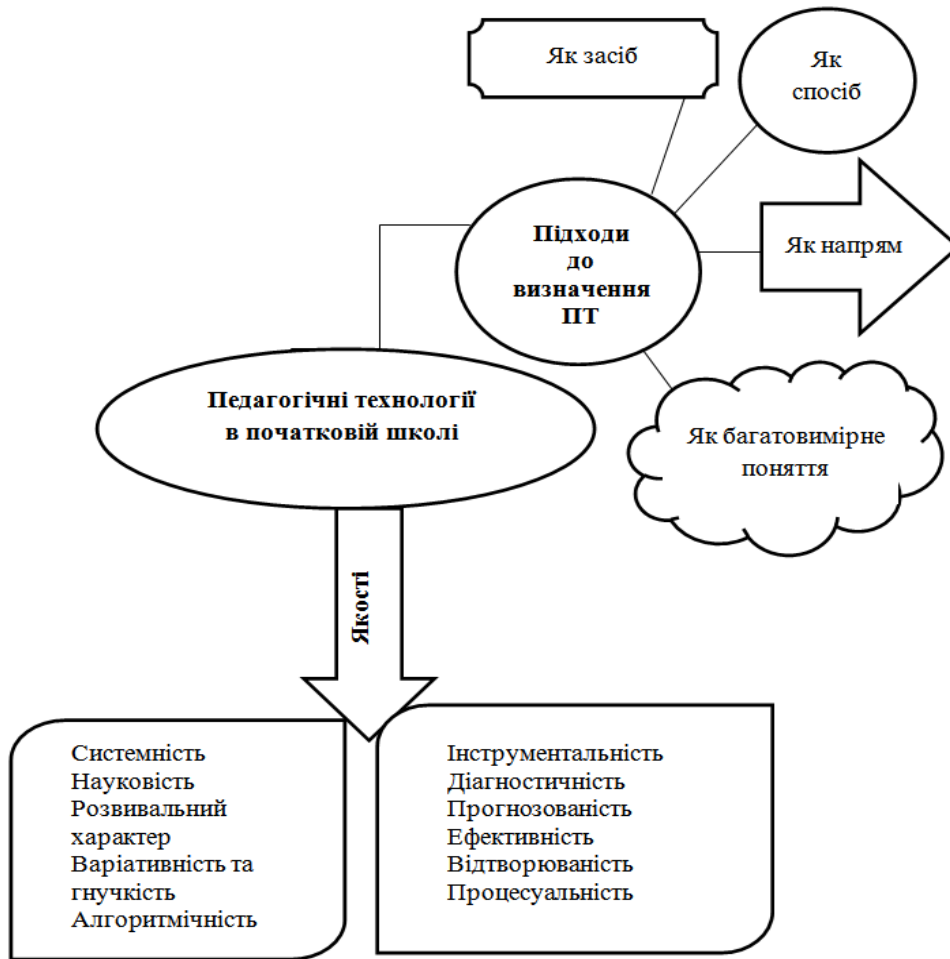 Як засіб
Як
спосіб
Підходи
до
визначення
ПТ
Як напрям
Педагогічні технології
в початковій школі
Як багатовимірне
поняття
Якості
Системність
Науковість
Розвивальний
характер
Варіативність та
гнучкість
Алгоритмічність
Інструментальність
Діагностичність
Прогнозованість
Ефективність
Відтворюваність
Процесуальність